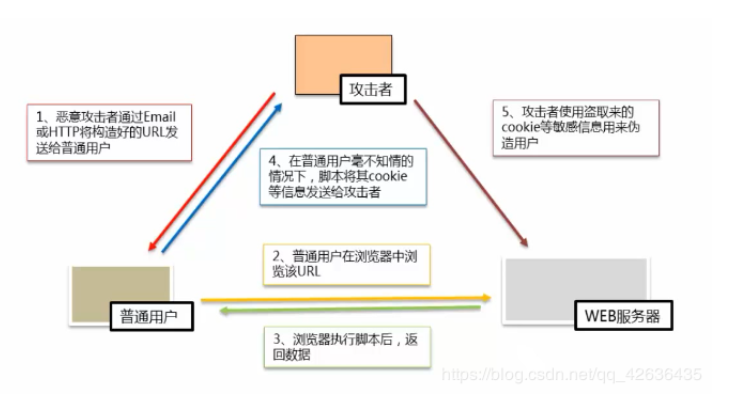 攻击者
1、恶意攻击者通过Email
或HTTP将构造好的URL发
送给普通用户
5、攻击者使用盗取来的
cookie等敏感信息用来伪
造用户
4、在普通用户毫不知情的
情况下，脚本将其cookie
等信息发送给攻击者
2、普通用户在浏览器中浏
览该URL
普通用户
WEB服务器
3、浏览器执行脚本后，返
回数据
https://blog.csdn.net/qq_42636435